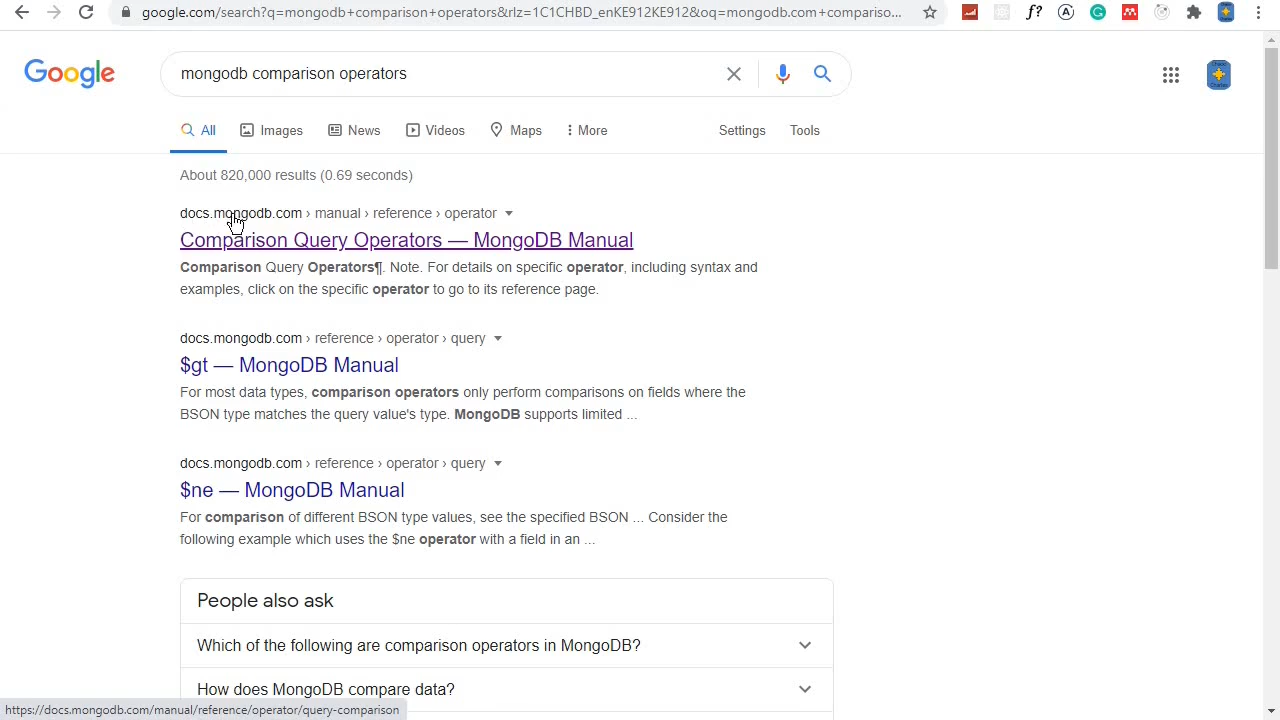 google.com/search?q=mongodb+comparison+operators&rlz=1C1CHBD_enKE912KE912&oq=mongodb.com+compariso...
f?
A
G
Google
mongodb comparison operators
All
Images
News
Videos
Maps
More
Settings
Tools
About 820,000 results (0.69 seconds)
docs.mongodb.com › manual › reference › operator
Comparison Query Operators — MongoDB Manual
Comparison Query Operators¶. Note. For details on specific operator, including syntax and
examples, click on the specific operator to go to its reference page.
docs.mongodb.com › reference › operator › query
$gt — MongoDB Manual
For most data types, comparison operators only perform comparisons on fields where the
BSON type matches the query value's type. MongoDB supports limited ...
docs.mongodb.com › reference › operator › query
$ne — MongoDB Manual
For comparison of different BSON type values, see the specified BSON ... Consider the
following example which uses the $ne operator with a field in an ...
People also ask
Which of the following are comparison operators in MongoDB?
How does MongoDB compare data?
https://docs.mongodb.com/manual/reference/operator/query-comparison